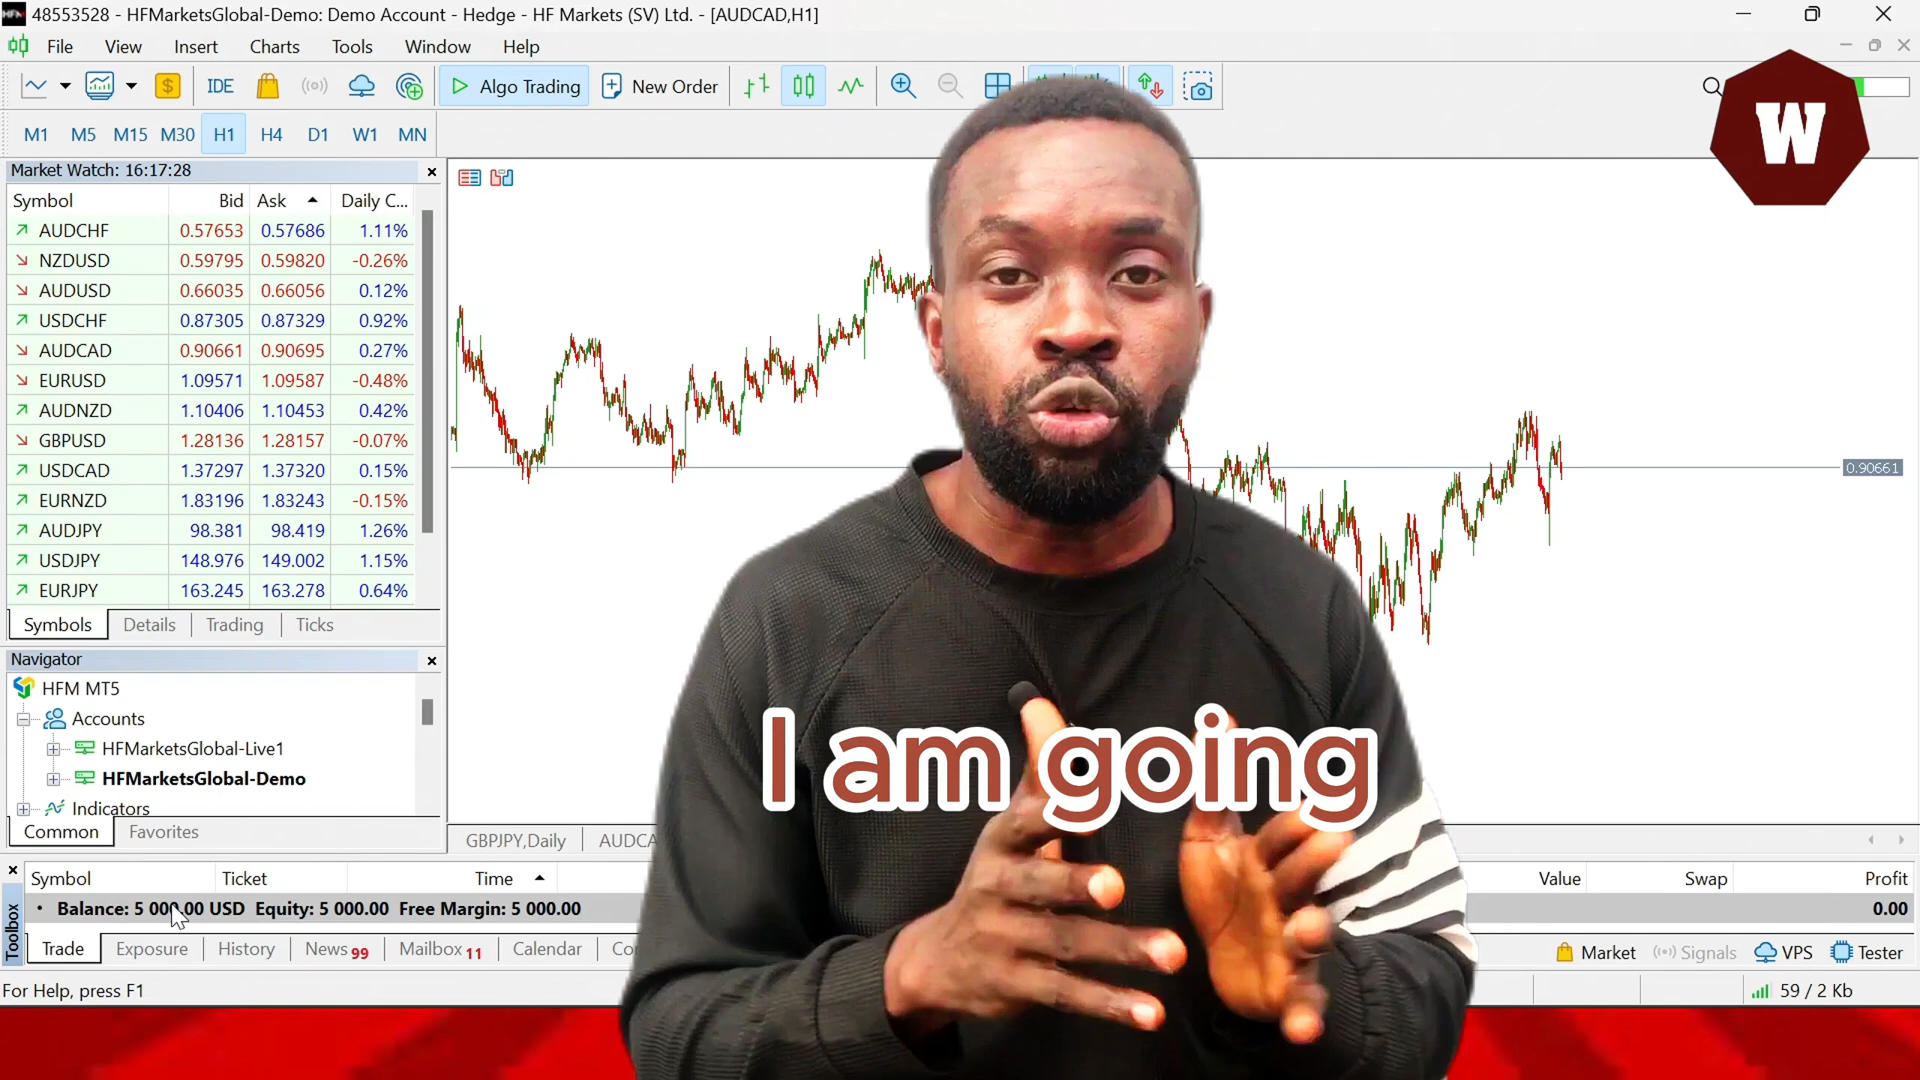 48553528 - HFMarketsGlobal-Demo: Demo Account - Hedge - HF Markets (SV) Ltd. - [AUDCAD,H1]
File View Insert Charts Tools Window Help
IDE Algo Trading New Order
W
M1 M5 M15 M30 H1 H4 D1 W1 MN
Market Watch: 16:17:28
Symbol Bid Ask Daily C...
AUDCHF 0.57653 0.57686 1.11%
NZDUSD 0.59795 0.59820 -0.26%
AUDUSD 0.66035 0.66056 0.12%
USDCHF 0.87305 0.87329 0.92%
AUDCAD 0.90661 0.90695 0.27%
EURUSD 1.09571 1.09587 -0.48%
AUDNZD 1.10406 1.10453 0.42%
GBPUSD 1.28136 1.28157 -0.07%
USDCAD 1.37297 1.37320 0.15%
EURNZD 1.83196 1.83243 -0.15%
AUDJPY 98.381 98.419 1.26%
USDJPY 148.976 149.002 1.15%
EURJPY 163.245 163.278 0.64%
0.90661
Symbols Details Trading Ticks
Navigator
HFM MT5
Accounts
HFMarketsGlobal-Live1
HFMarketsGlobal-Demo
Indicators
Common Favorites
I am going
GBPJPY,Daily AUDCA
Symbol Ticket Time Value Swap Profit
Balance: 5 000.00 USD Equity: 5 000.00 Free Margin: 5 000.00 0.00
Toolbox
Trade Exposure History News 99 Mailbox 11 Calendar Co Market Signals VPS Tester
For Help, press F1 59 / 2 Kb